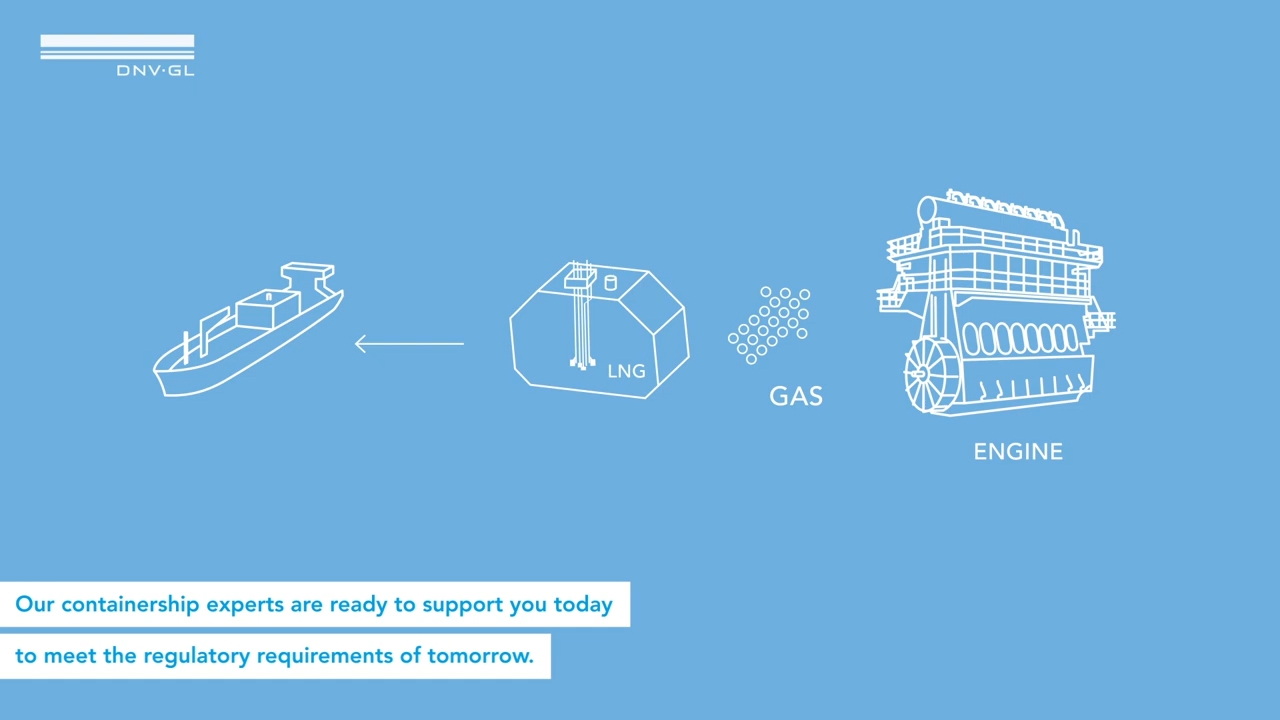 DNV·GL
LNG
GAS
ENGINE
Our containership experts are ready to support you today
to meet the regulatory requirements of tomorrow.